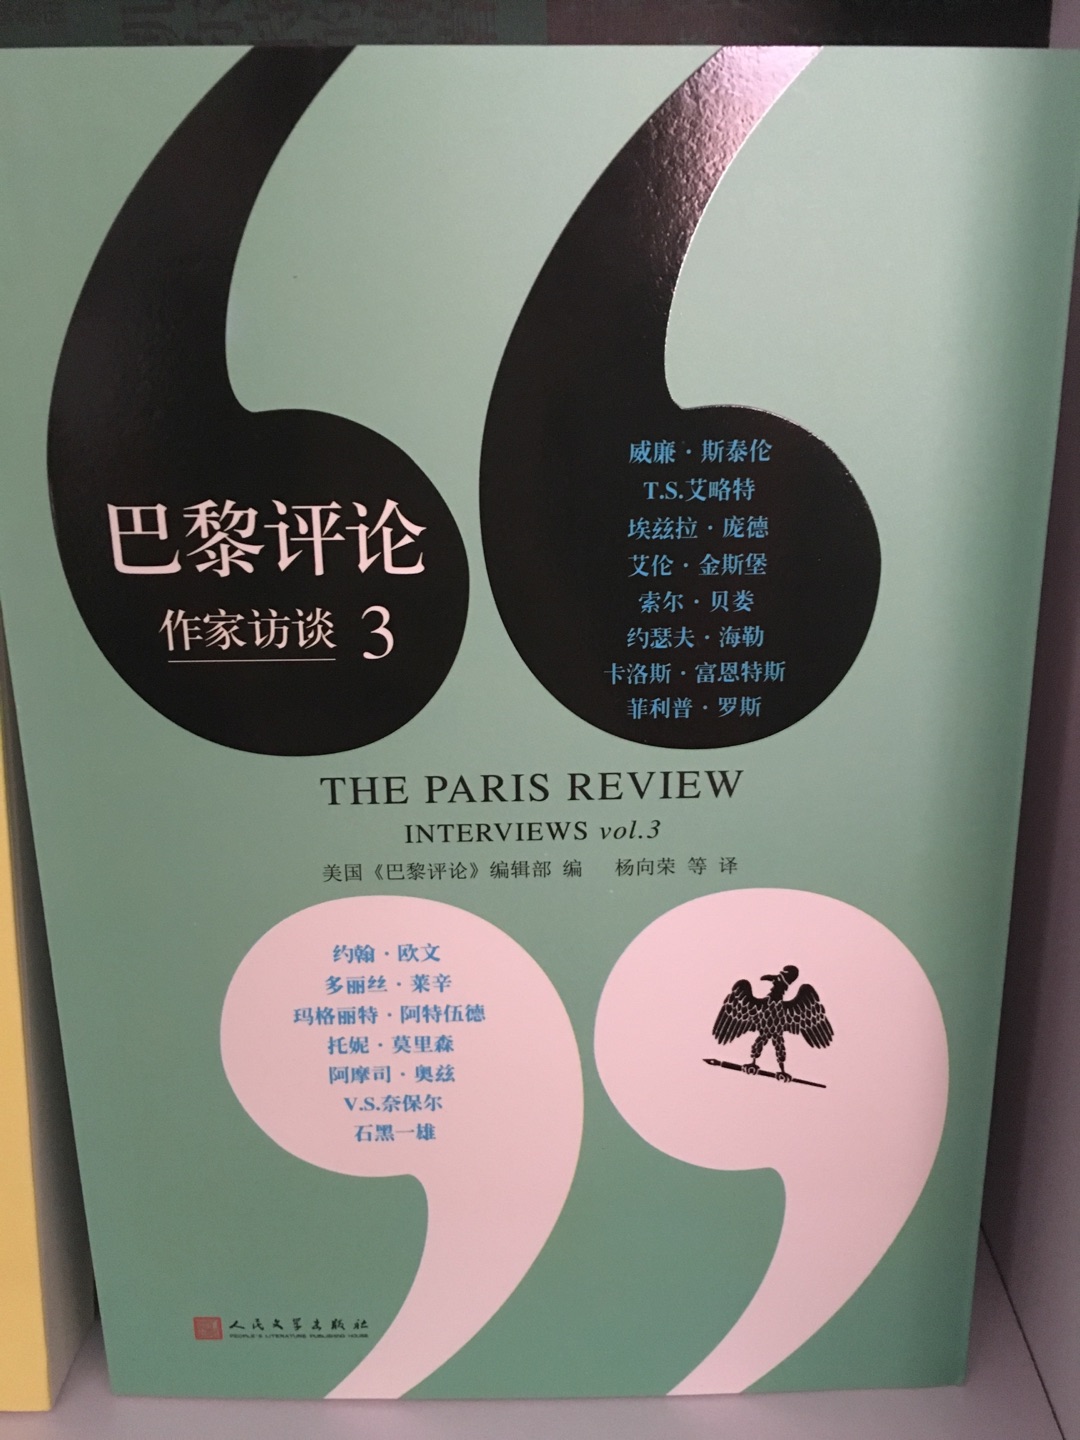 巴黎评论
作家访谈 3
威廉·斯泰伦
T.S.艾略特
埃兹拉·庞德
艾伦·金斯堡
索尔·贝娄
约瑟夫·海勒
卡洛斯·富恩特斯
菲利普·罗斯
THE PARIS REVIEW
INTERVIEWS vol.3
美国《巴黎评论》编辑部 编 杨向荣 等 译
约翰·欧文
多丽丝·莱辛
玛格丽特·阿特伍德
托妮·莫里森
阿摩司·奥兹
V.S.奈保尔
石黑一雄
人民文学出版社
PEOPLE'S LITERATURE PUBLISHING HOUSE